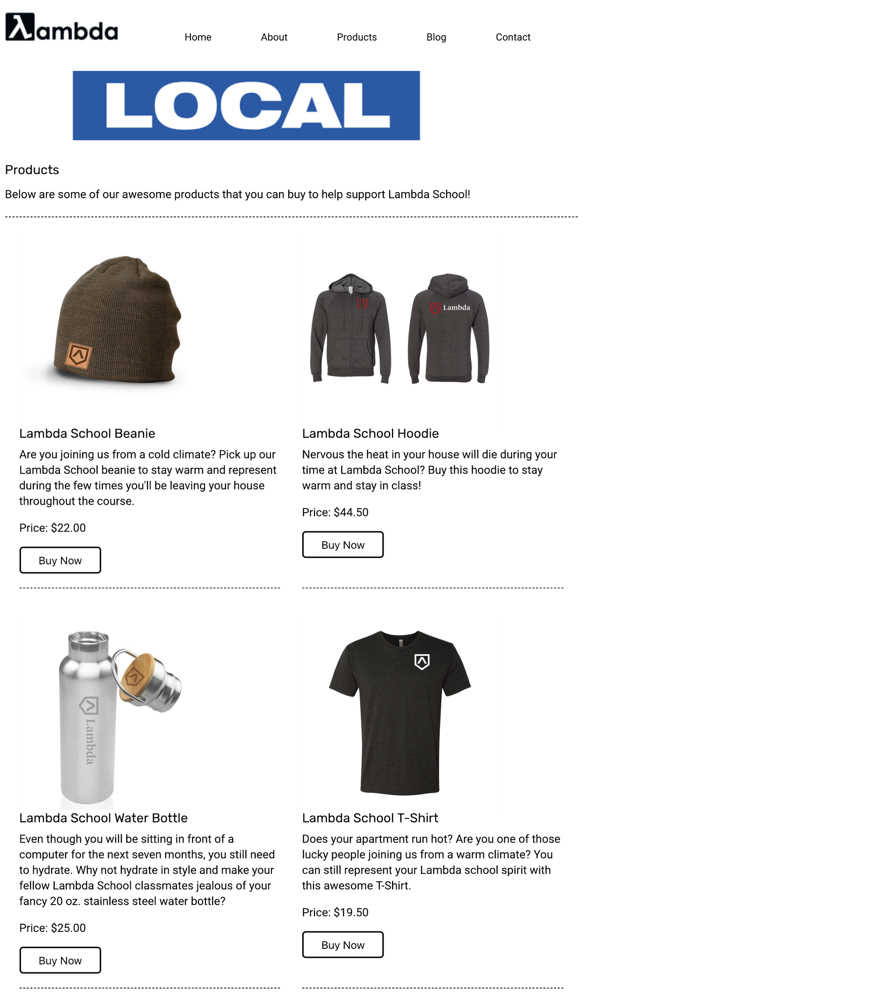 λambda
Home About Products Blog Contact
LOCAL
Products
Below are some of our awesome products that you can buy to help support Lambda School!
Lambda
Lambda School Beanie
Are you joining us from a cold climate? Pick up our
Lambda School beanie to stay warm and represent
during the few times you'll be leaving your house
throughout the course.
Price: $22.00
Buy Now
Lambda School Hoodie
Nervous the heat in your house will die during your
time at Lambda School? Buy this hoodie to stay
warm and stay in class!
Price: $44.50
Buy Now
Lambda
Lambda School Water Bottle
Even though you will be sitting in front of a
computer for the next seven months, you still need
to hydrate. Why not hydrate in style and make your
fellow Lambda School classmates jealous of your
fancy 20 oz. stainless steel water bottle?
Price: $25.00
Buy Now
Lambda School T-Shirt
Does your apartment run hot? Are you one of those
lucky people joining us from a warm climate? You
can still represent your Lambda school spirit with
this awesome T-Shirt.
Price: $19.50
Buy Now